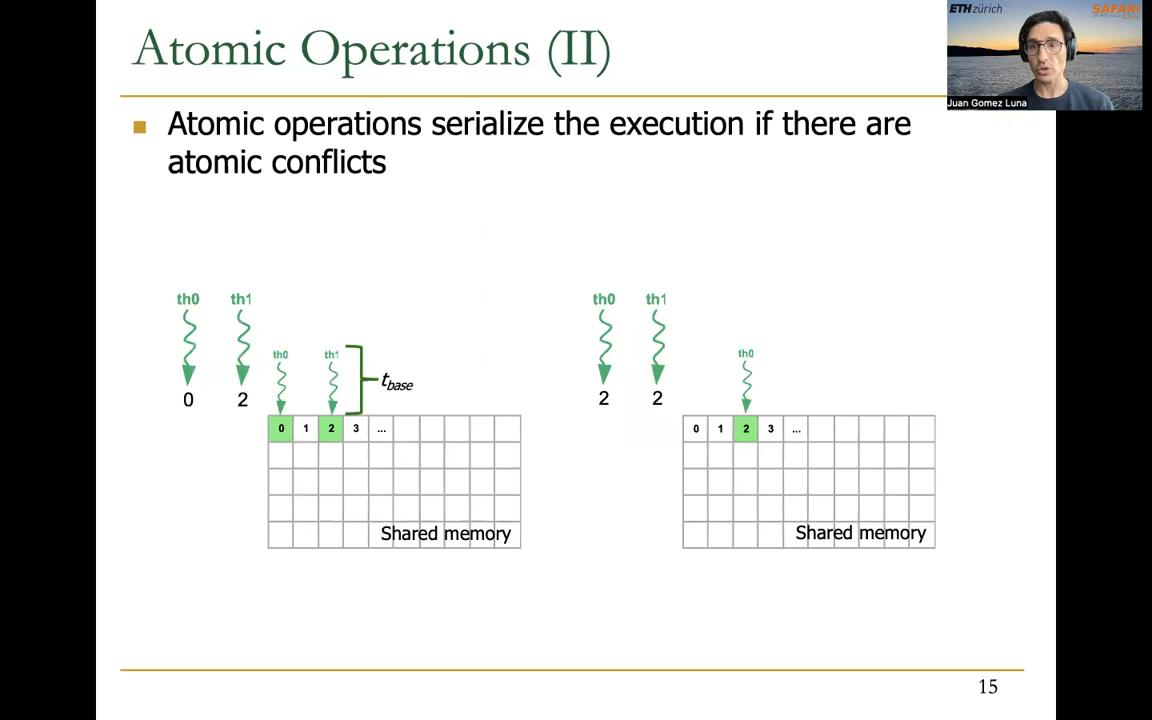 Atomic Operations (II)
ETH zürich
SAFARI
Juan Gomez Luna
Atomic operations serialize the execution if there are
atomic conflicts
th0 th1
th0 th1
tbase
0 2
0 1 2 3 ...
Shared memory
th0 th1
th0
2 2
0 1 2 3 ...
Shared memory
15